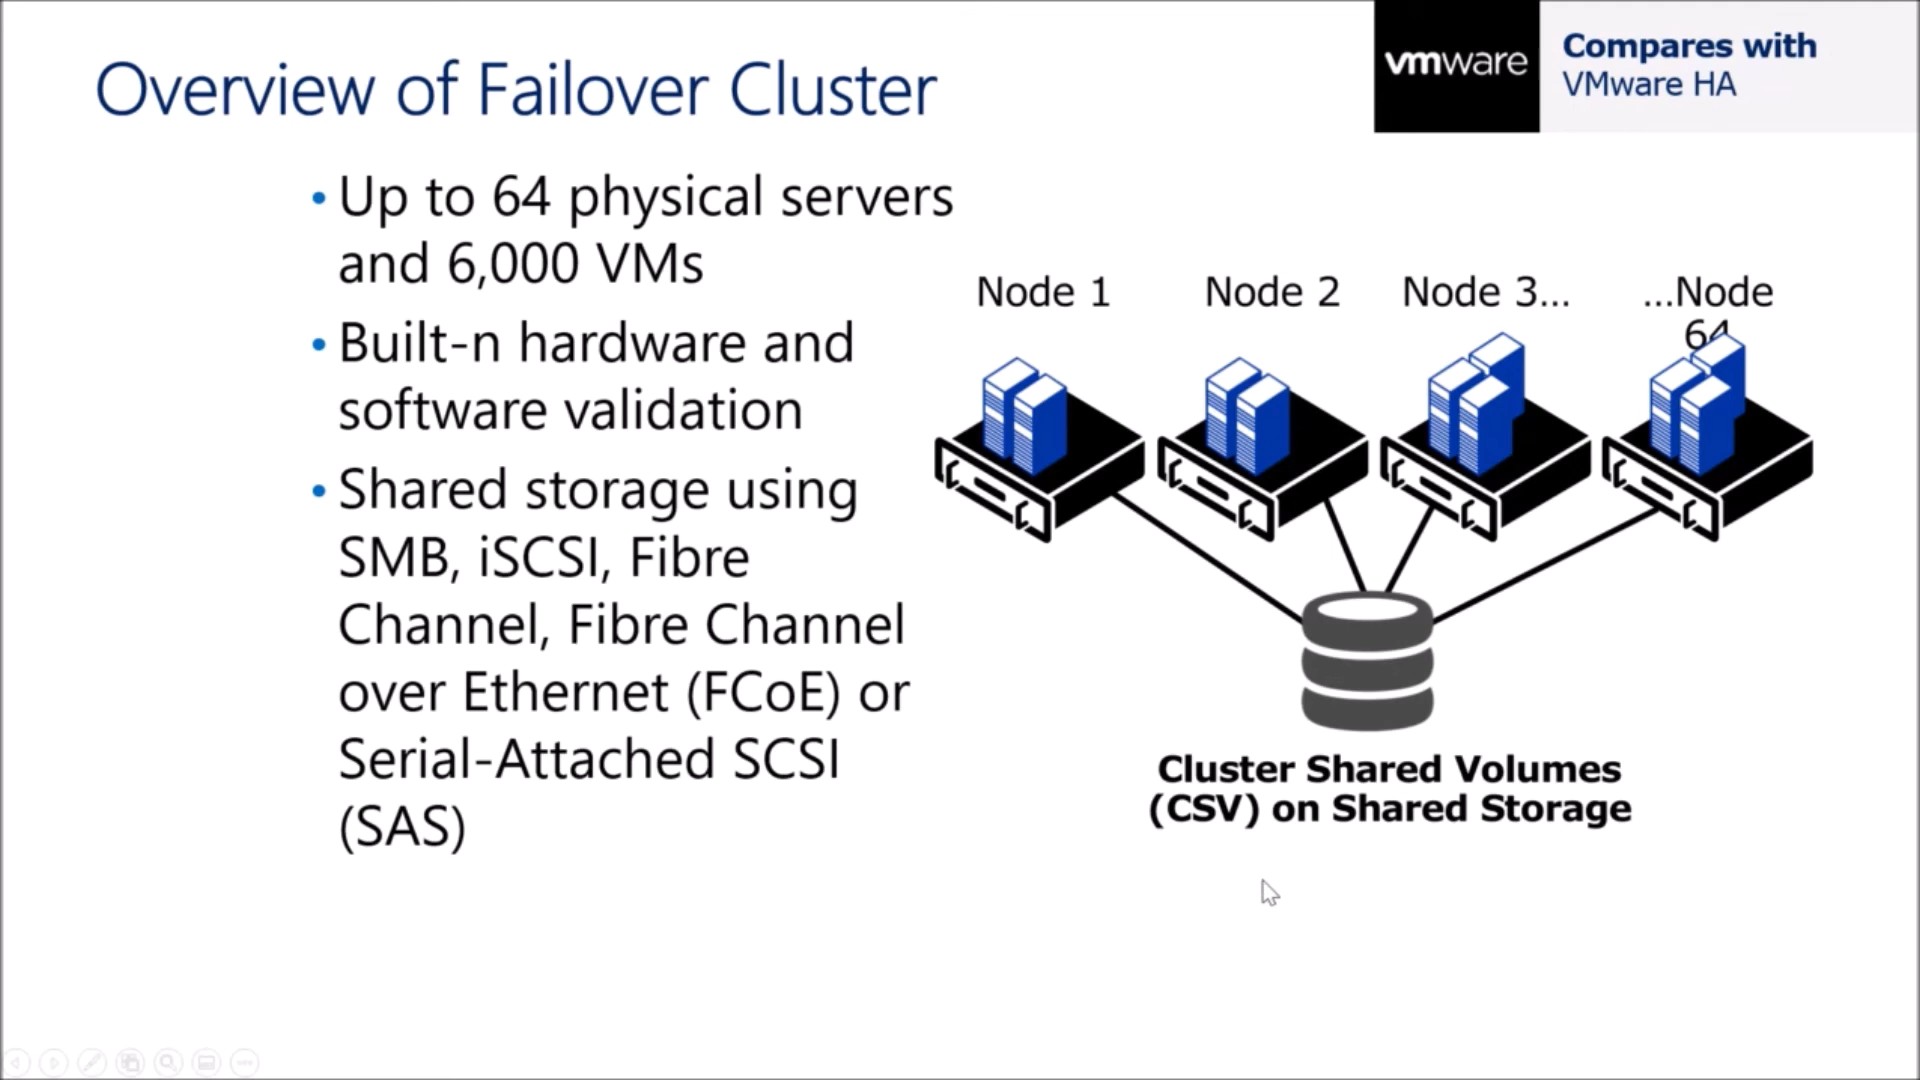 Overview of Failover Cluster
vmware
Compares with
VMware HA
• Up to 64 physical servers
and 6,000 VMs
• Built-n hardware and
software validation
• Shared storage using
SMB, iSCSI, Fibre
Channel, Fibre Channel
over Ethernet (FCoE) or
Serial-Attached SCSI
(SAS)
Node 1
Node 2
Node 3...
...Node
64
Cluster Shared Volumes
(CSV) on Shared Storage